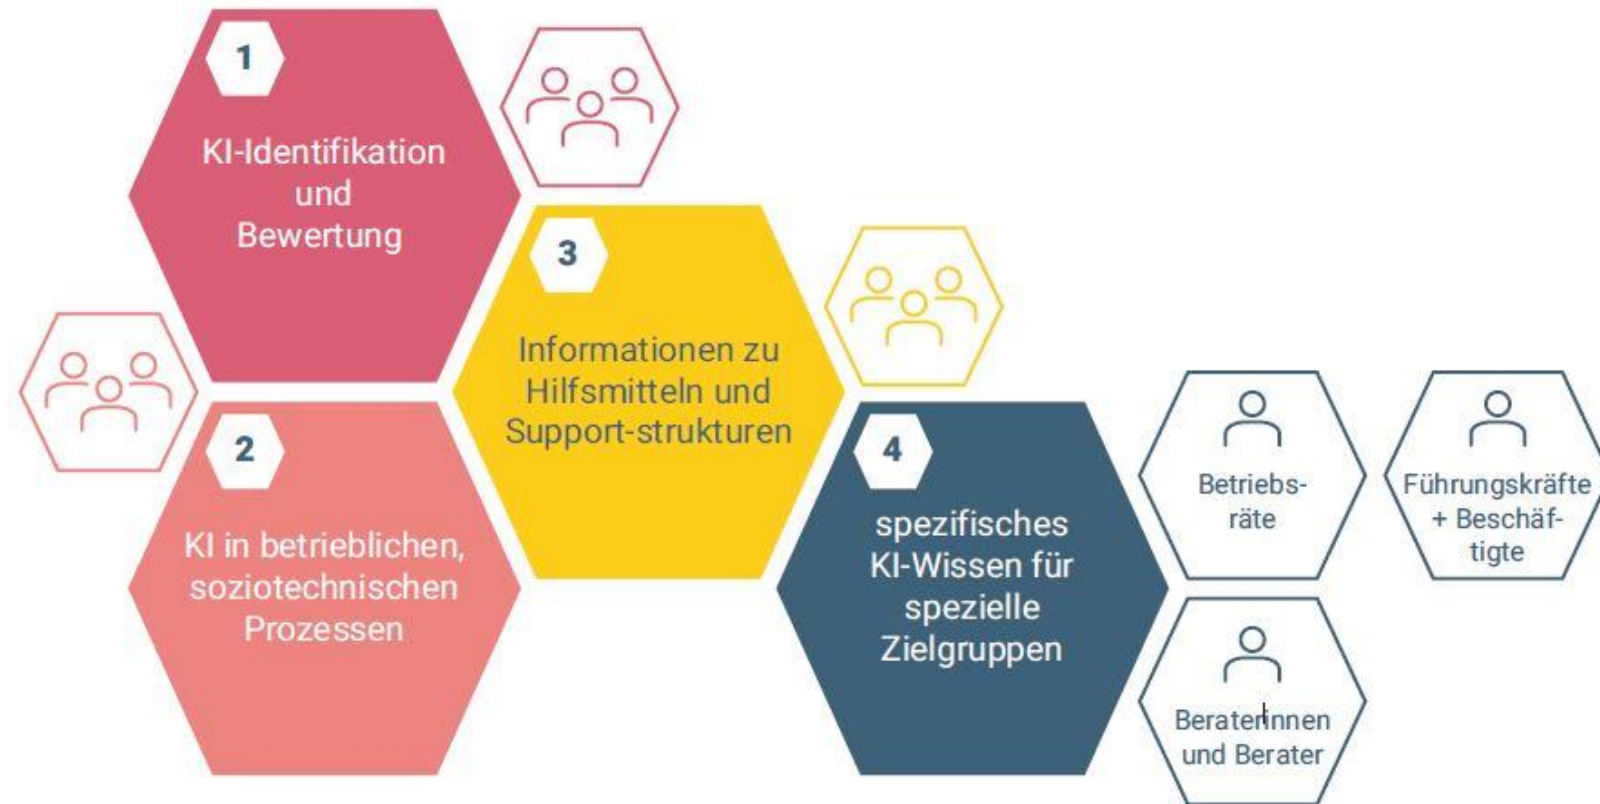 1
KI-Identifikation
und
Bewertung
2
KI in betrieblichen,
soziotechnischen
Prozessen
3
Informationen zu
Hilfsmitteln und
Support-strukturen
4
spezifisches
KI-Wissen für
spezielle
Zielgruppen
Betriebs-
räte
Führungskräfte
+ Beschäf-
tigte
Beraterinnen
und Berater